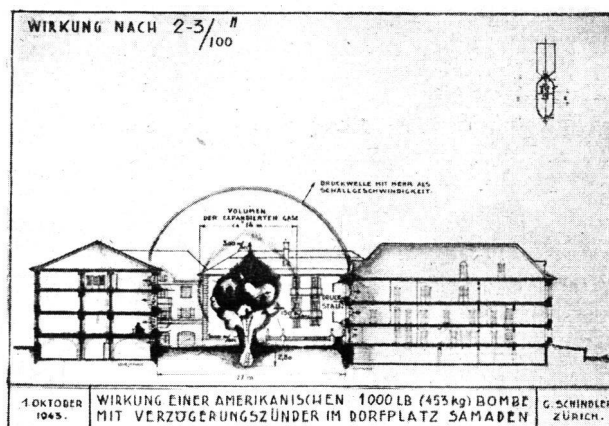 WIRKUNG NACH 2-3/100 "
DRUCKWELLE MIT MEHR ALS
SCHALLGESCHWINDIGKEIT.
VOLUMEN
DER EXPANDIERTEN GASE
DRUCK
1 OKTOBER
1943.
WIRKUNG EINER AMERIKANISCHEN 1000 LB (453 kg) BOMBE
MIT VERZÖGERUNGSZÜNDER IM DORFPLATZ SAMADEN
G. SCHINDLER
ZÜRICH.